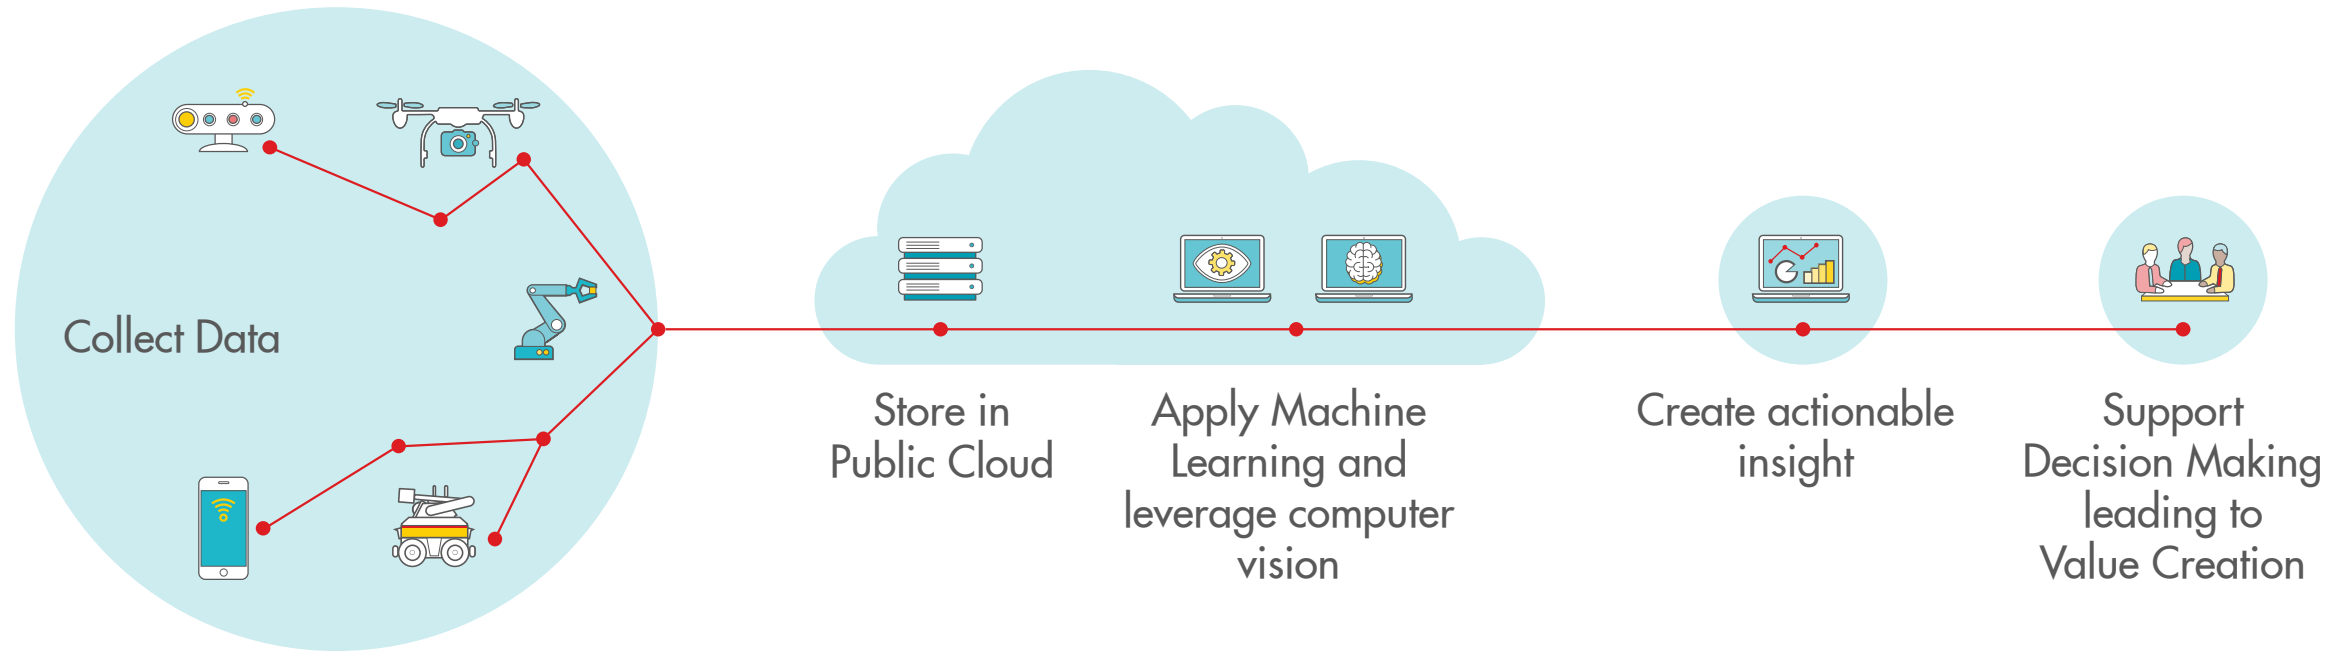 Collect Data
Store in
Public Cloud
Apply Machine
Learning and
leverage computer
vision
Create actionable
insight
Support
Decision Making
leading to
Value Creation